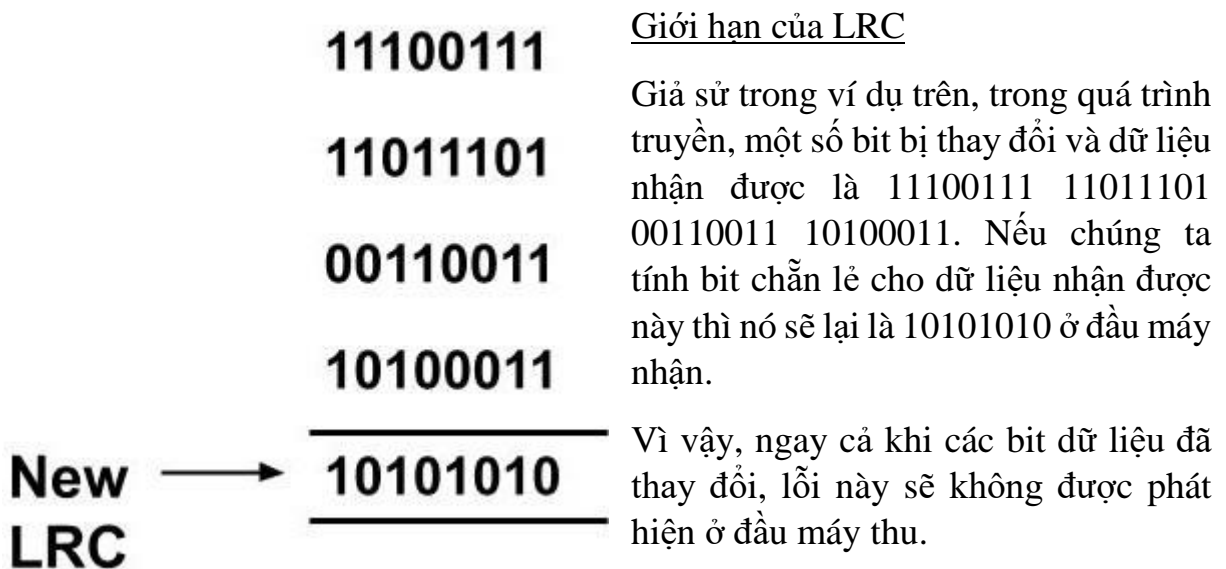 11100111
11011101
00110011
10100011
New
LRC
10101010
Giới hạn của LRC
Giả sử trong ví dụ trên, trong quá trình
truyền, một số bit bị thay đổi và dữ liệu
nhận được là 11100111 11011101
00110011 10100011. Nếu chúng ta
tính bit chẵn lẻ cho dữ liệu nhận được
này thì nó sẽ lại là 10101010 ở đầu máy
nhận.
Vì vậy, ngay cả khi các bit dữ liệu đã
thay đổi, lỗi này sẽ không được phát
hiện ở đầu máy thu.